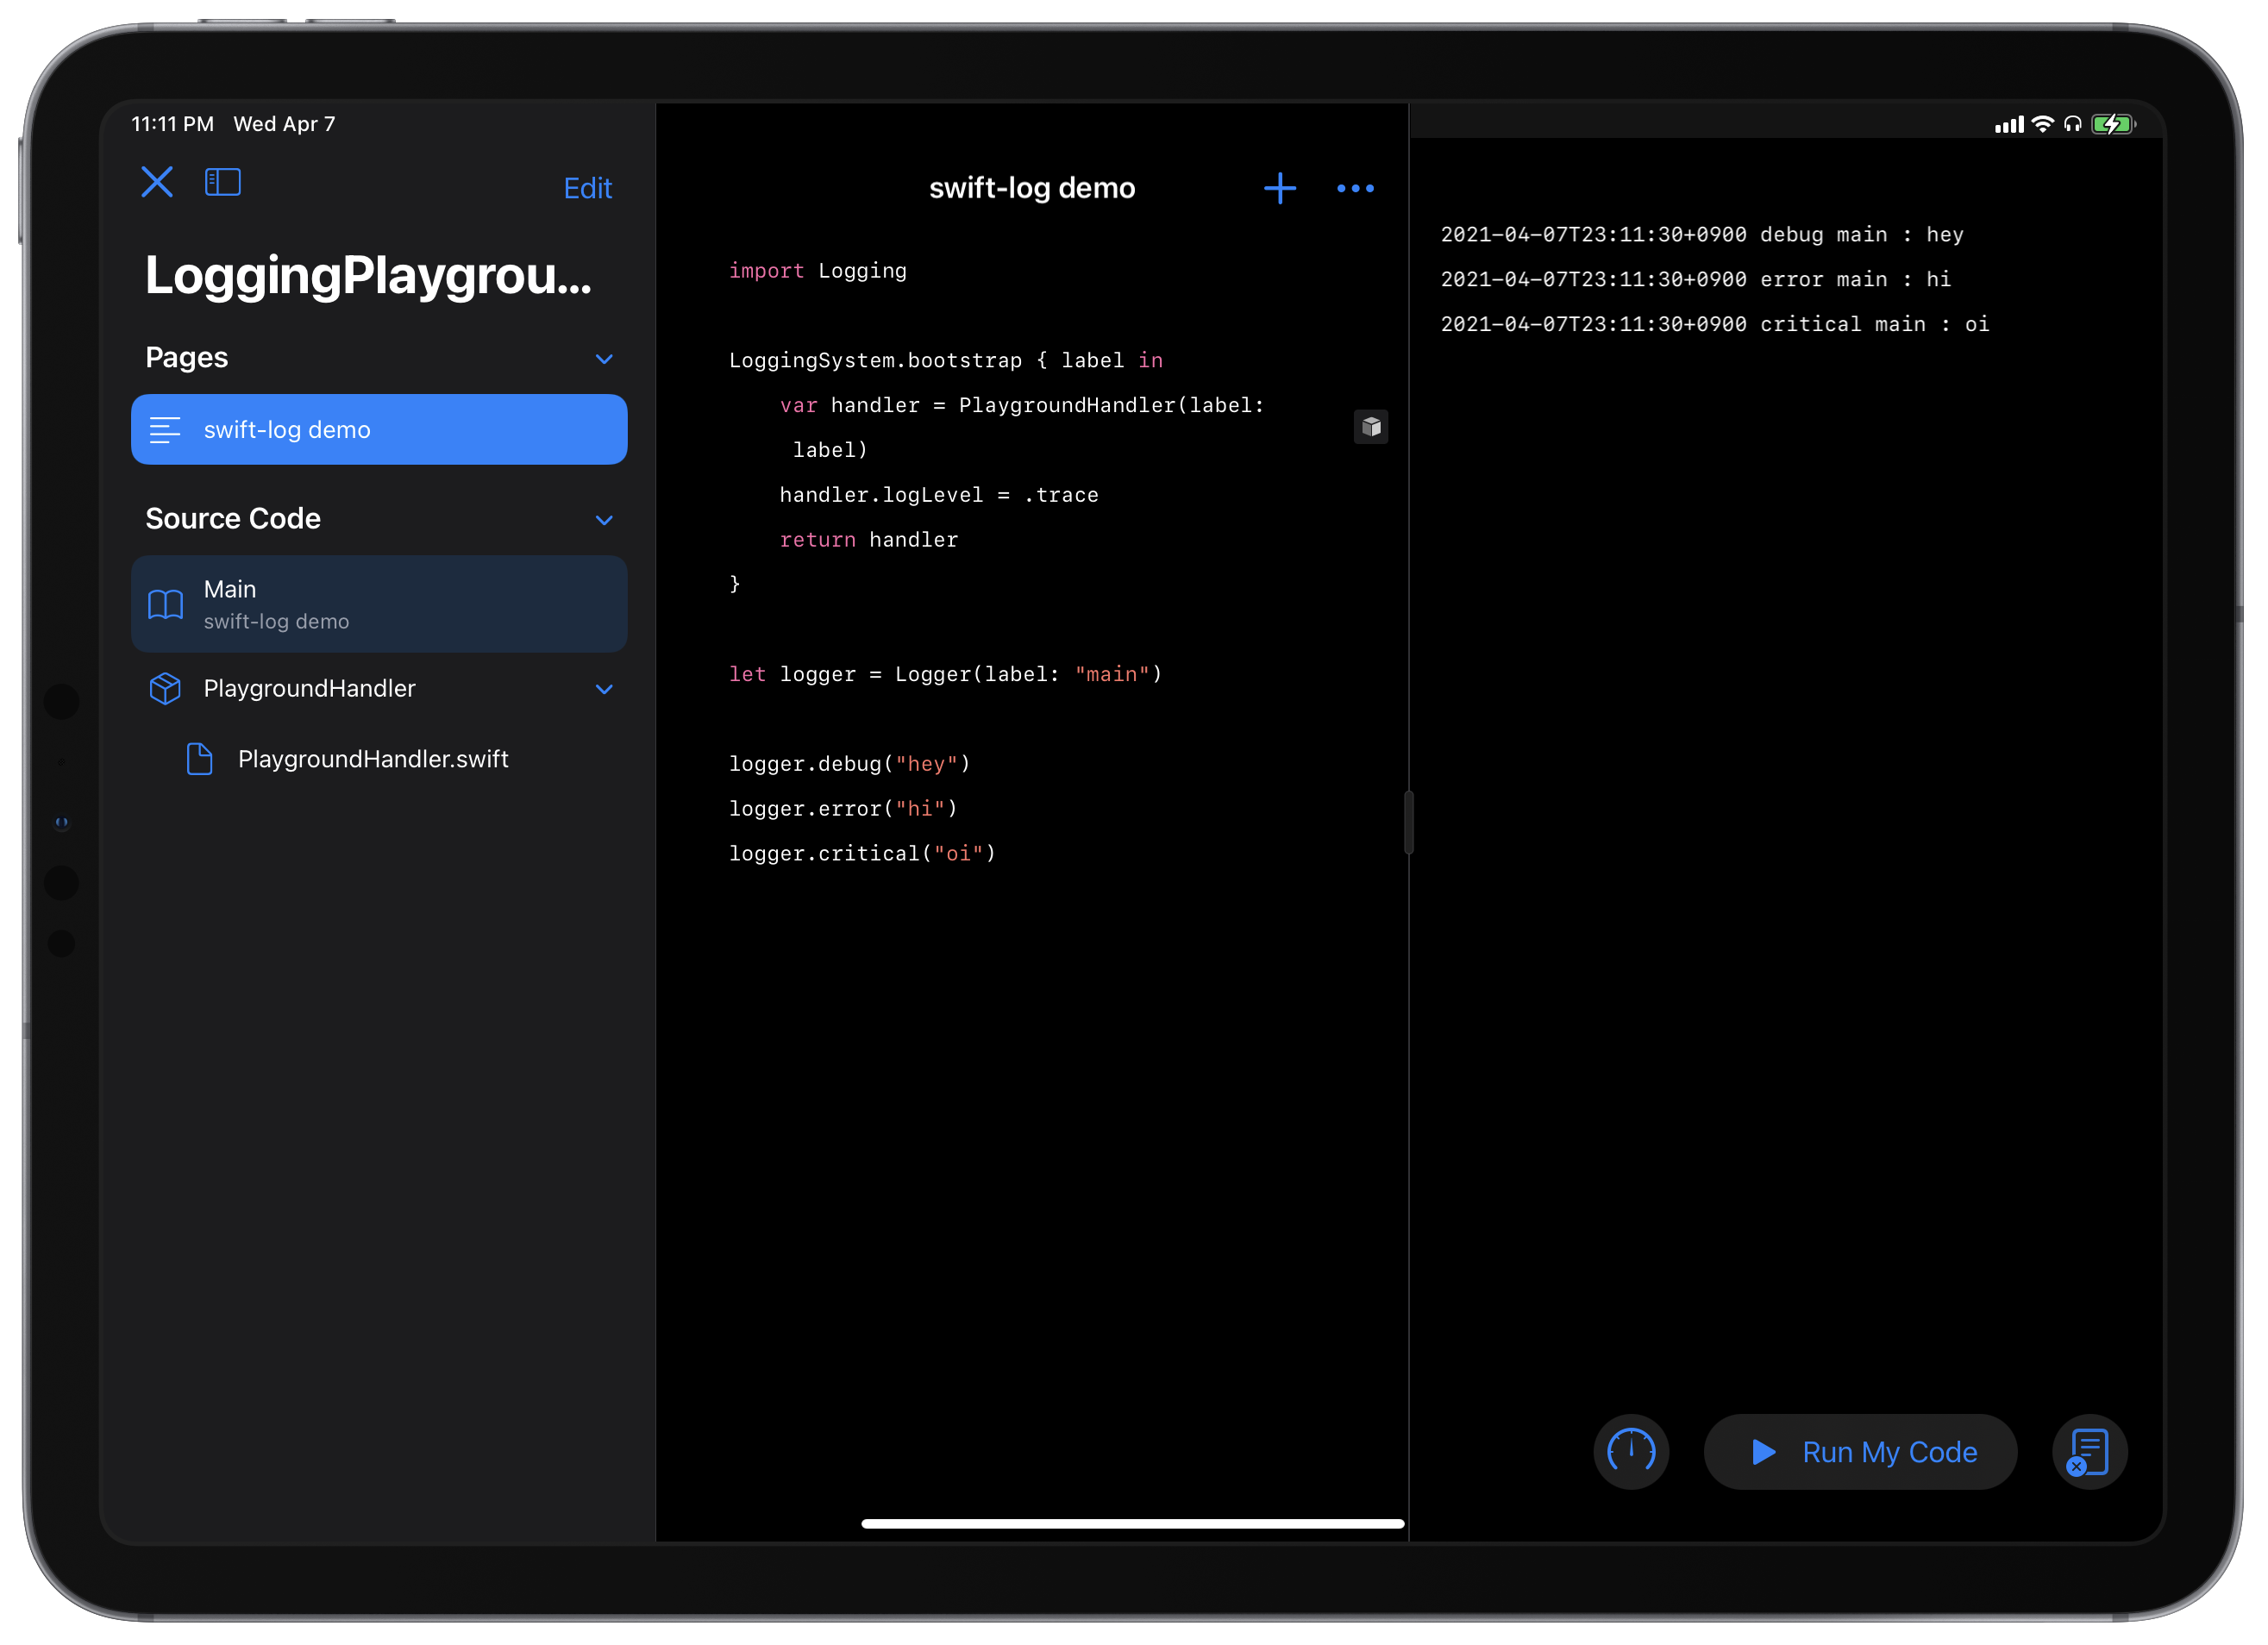 11:11 PM Wed Apr 7
Edit
LoggingPlaygrou...
Pages
swift-log demo
Source Code
Main
swift-log demo
PlaygroundHandler
PlaygroundHandler.swift
swift-log demo
import Logging
LoggingSystem.bootstrap { label in
    var handler = PlaygroundHandler(label:
     label)
    handler.logLevel = .trace
    return handler
}
let logger = Logger(label: "main")
logger.debug("hey")
logger.error("hi")
logger.critical("oi")
2021-04-07T23:11:30+0900 debug main : hey
2021-04-07T23:11:30+0900 error main : hi
2021-04-07T23:11:30+0900 critical main : oi
Run My Code